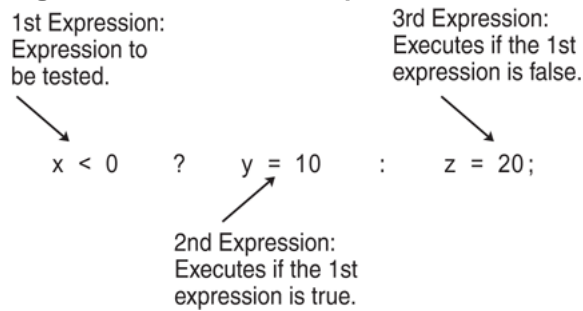 1st Expression:
Expression to
be tested.
3rd Expression:
Executes if the 1st
expression is false.
x < 0 ? y = 10 : z = 20;
2nd Expression:
Executes if the 1st
expression is true.